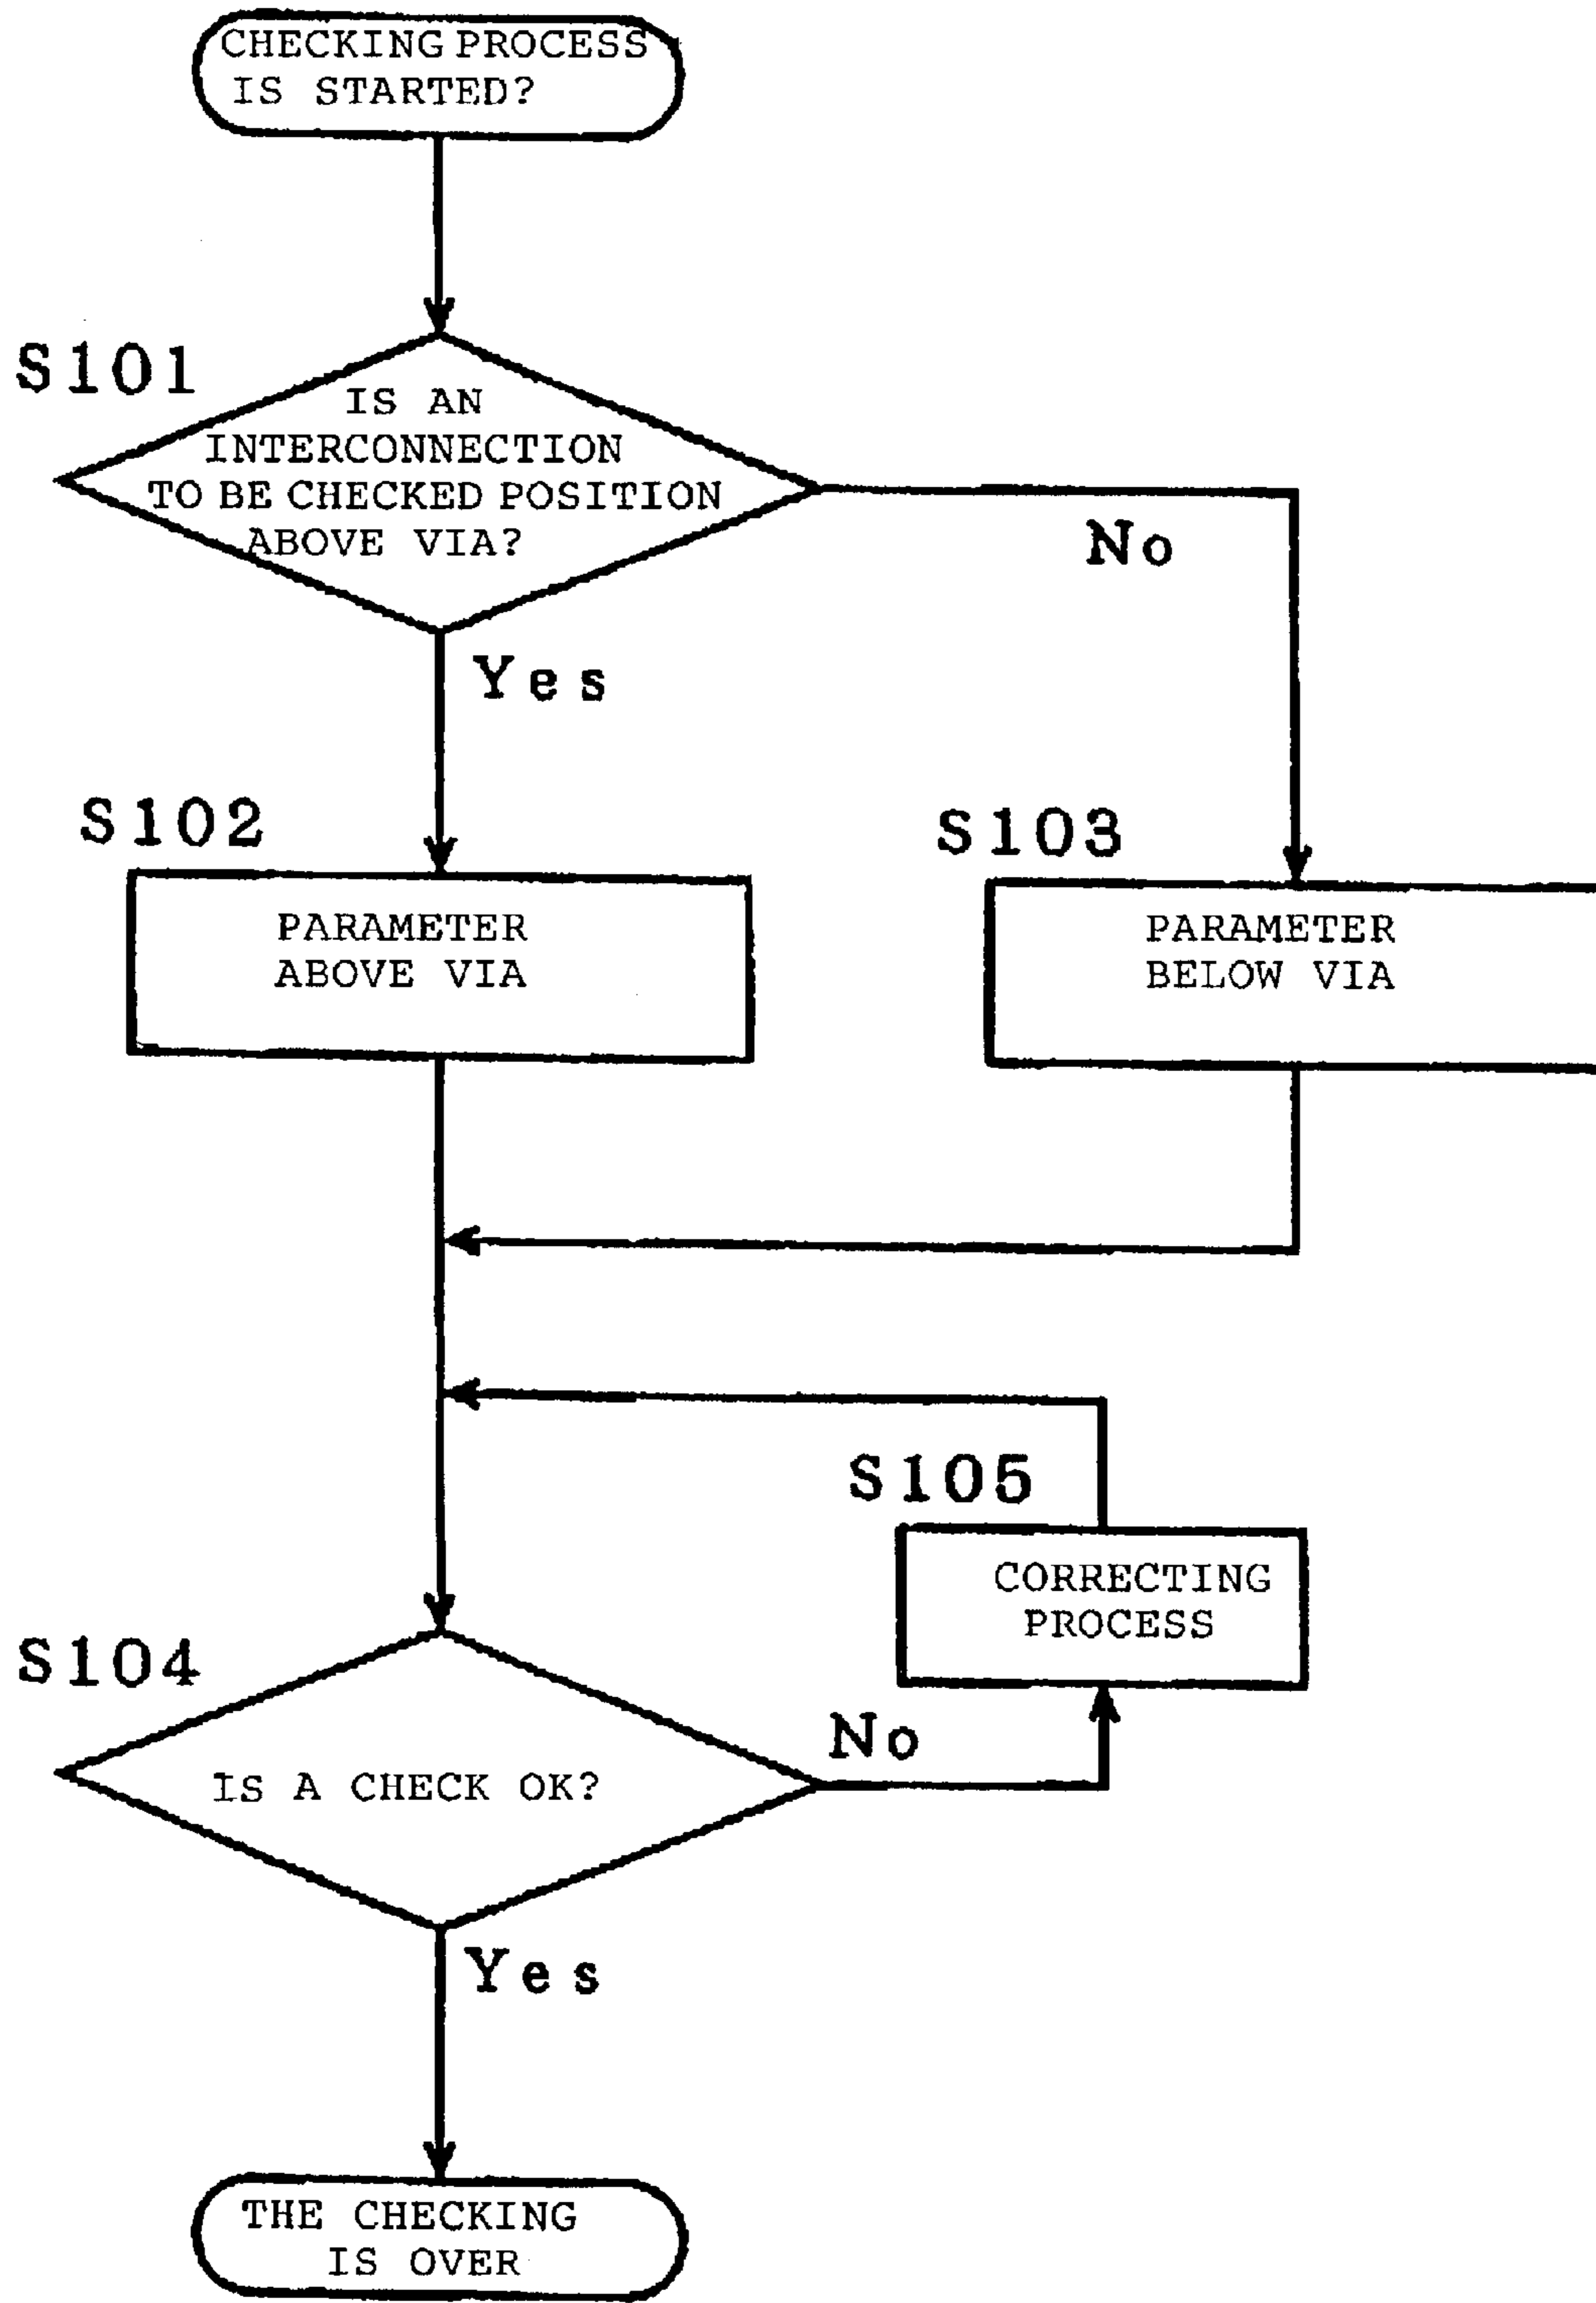 CHECKING PROCESS
IS STARTED?
S101
IS AN
INTERCONNECTION
TO BE CHECKED POSITION
ABOVE VIA?
No
Yes
S102
PARAMETER
ABOVE VIA
S103
PARAMETER
BELOW VIA
S105
CORRECTING
PROCESS
S104
IS A CHECK OK?
No
Yes
THE CHECKING
IS OVER